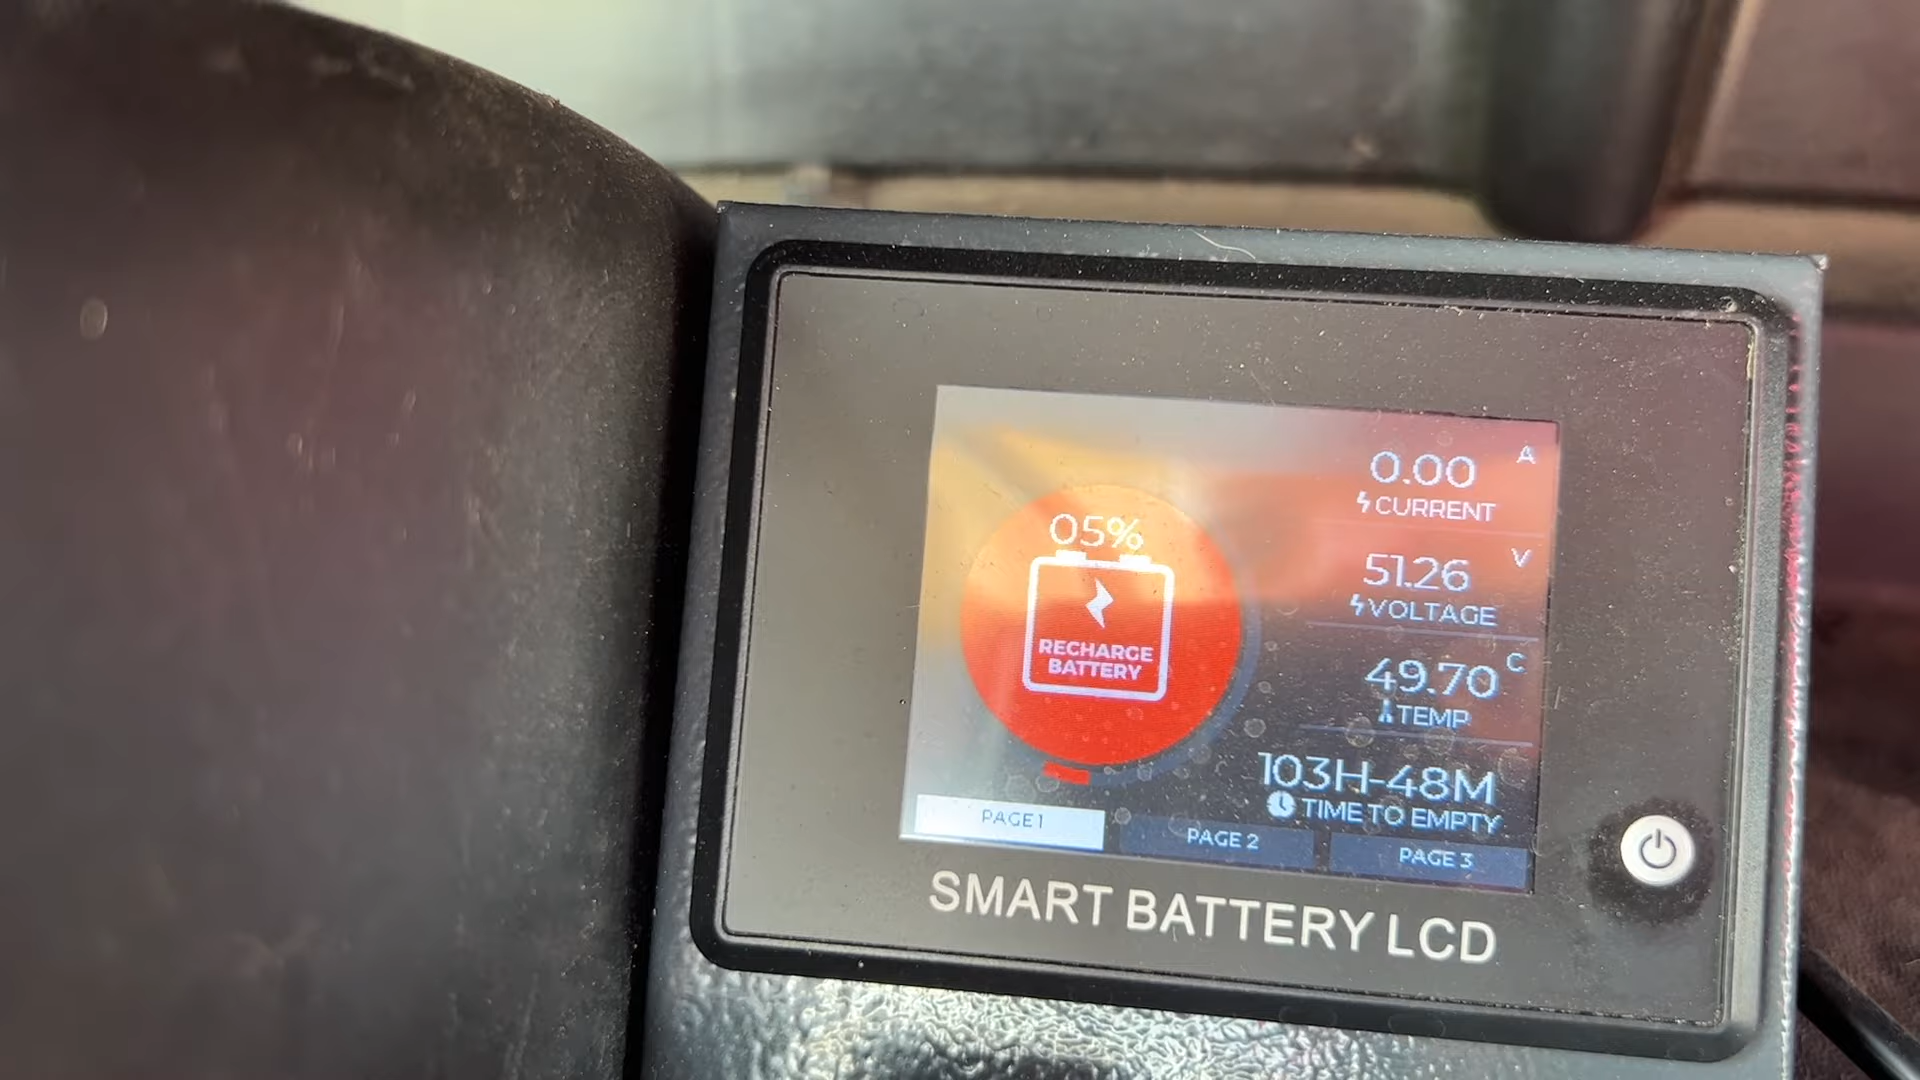 05%
RECHARGE
BATTERY
0.00 A
CURRENT
51.26 V
VOLTAGE
49.70 C
TEMP
103H-48M
TIME TO EMPTY
PAGE 1
PAGE 2
PAGE 3
SMART BATTERY LCD